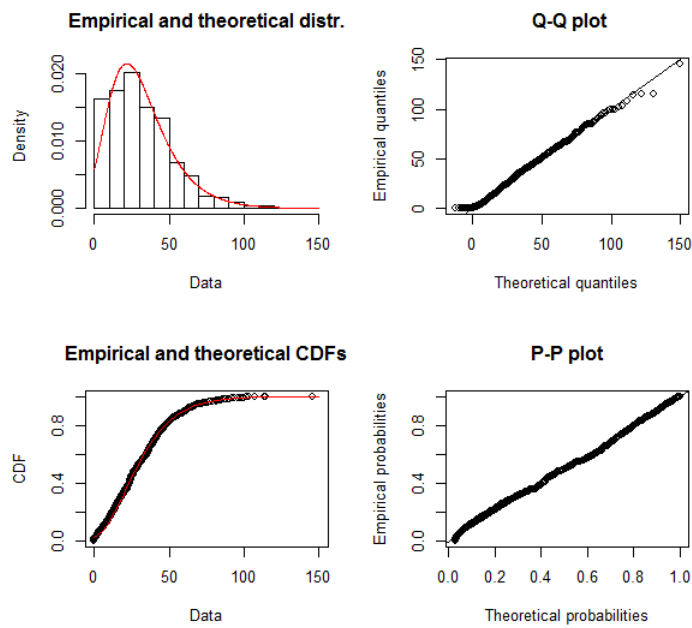 Empirical and theoretical distr.
Density
0.000
0.010
0.020
0
50
100
150
Data
Q-Q plot
Empirical quantiles
0
50
100
150
0
50
100
150
Theoretical quantiles
Empirical and theoretical CDFs
CDF
0.0
0.4
0.8
0
50
100
150
Data
P-P plot
Empirical probabilities
0.0
0.4
0.8
0.0
0.2
0.4
0.6
0.8
1.0
Theoretical probabilities